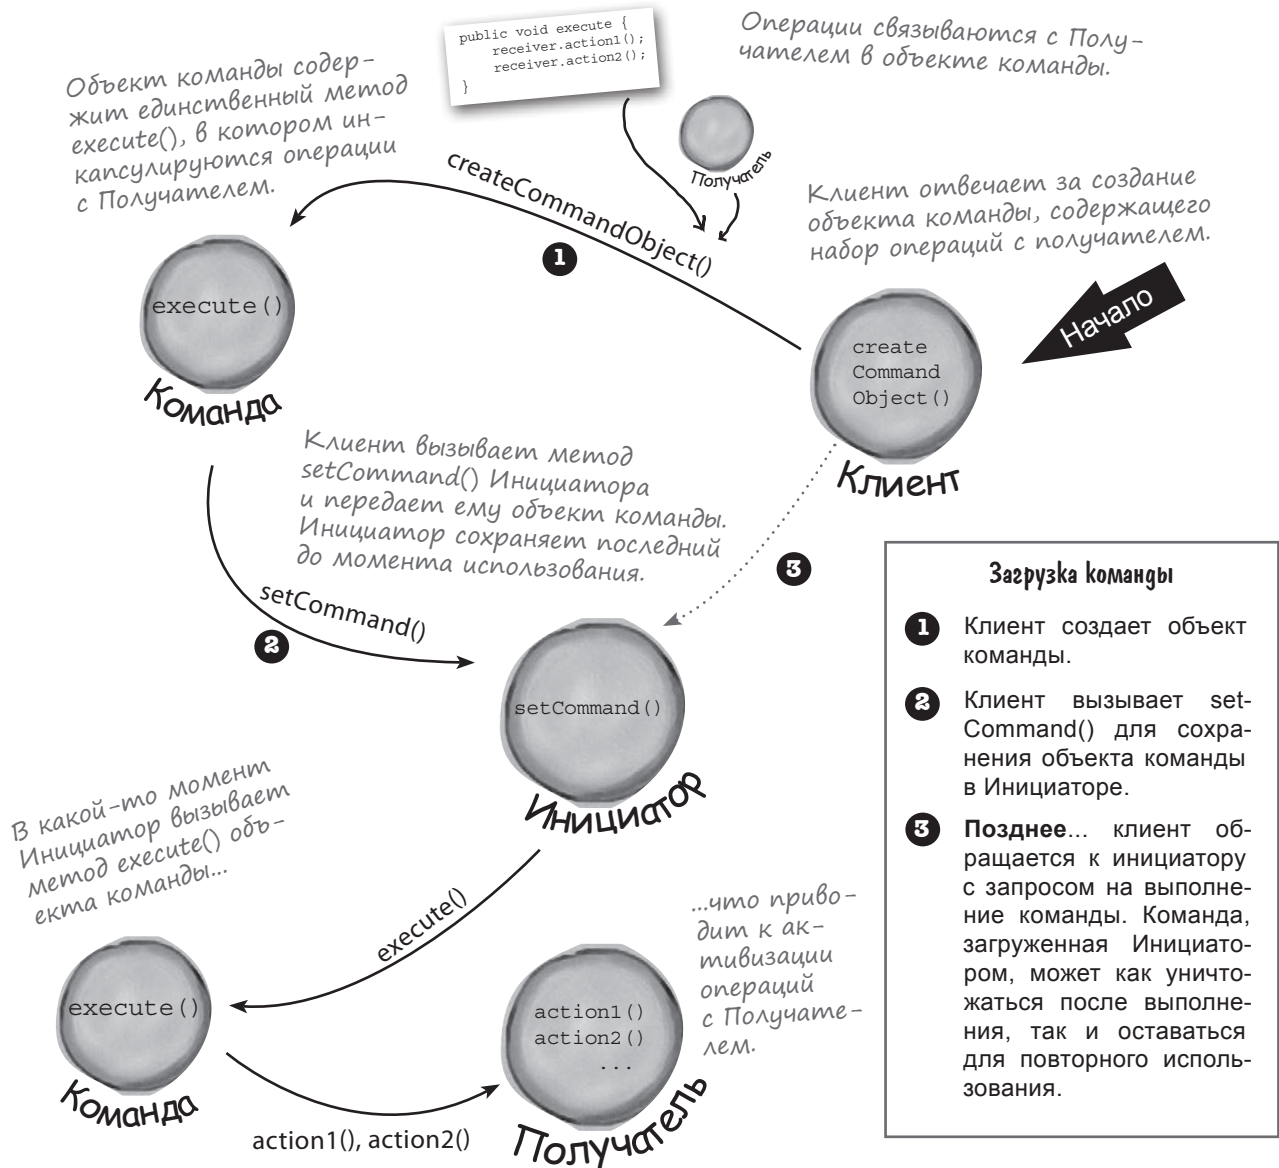 public void execute {
receiver.action1();
receiver.action2();
}
Операции связываются с Полу-
чателем в объекте команды.
Объект команды содер-
жит единственный метод
execute(), в котором ин-
капсулируются операции
с Получателем.
Получатель
createCommandObject()
1
Клиент отвечает за создание
объекта команды, содержащего
набор операций с получателем.
Начало
execute()
Команда
create
Command
Object()
Клиент
Клиент вызывает метод
setCommand() Инициатора
и передает ему объект команды.
Инициатор сохраняет последний
до момента использования.
3
setCommand()
2
setCommand()
Инициатор
Загрузка команды
1 Клиент создает объект
команды.
2 Клиент вызывает set-
Command() для сохра-
нения объекта команды
в Инициаторе.
3 Позднее... клиент об-
ращается к инициатору
с запросом на выполне-
ние команды. Команда,
загруженная Инициато-
ром, может как уничто-
жаться после выполне-
ния, так и оставаться
для повторного исполь-
зования.
В какой-то момент
Инициатор вызывает
метод execute() объ-
екта команды...
execute()
...что приво-
дит к ак-
тивизации
операций
с Получате-
лем.
execute()
Команда
action1()
action2()
...
Получатель
action1(), action2()